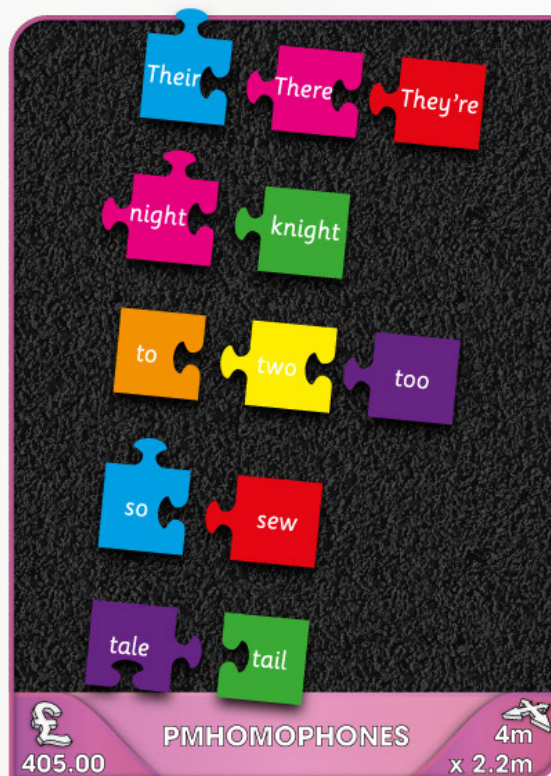 Their There They're
night knight
to two too
so sew
tale tail
£
405.00
PMHOMOPHONES
4m
x 2.2m